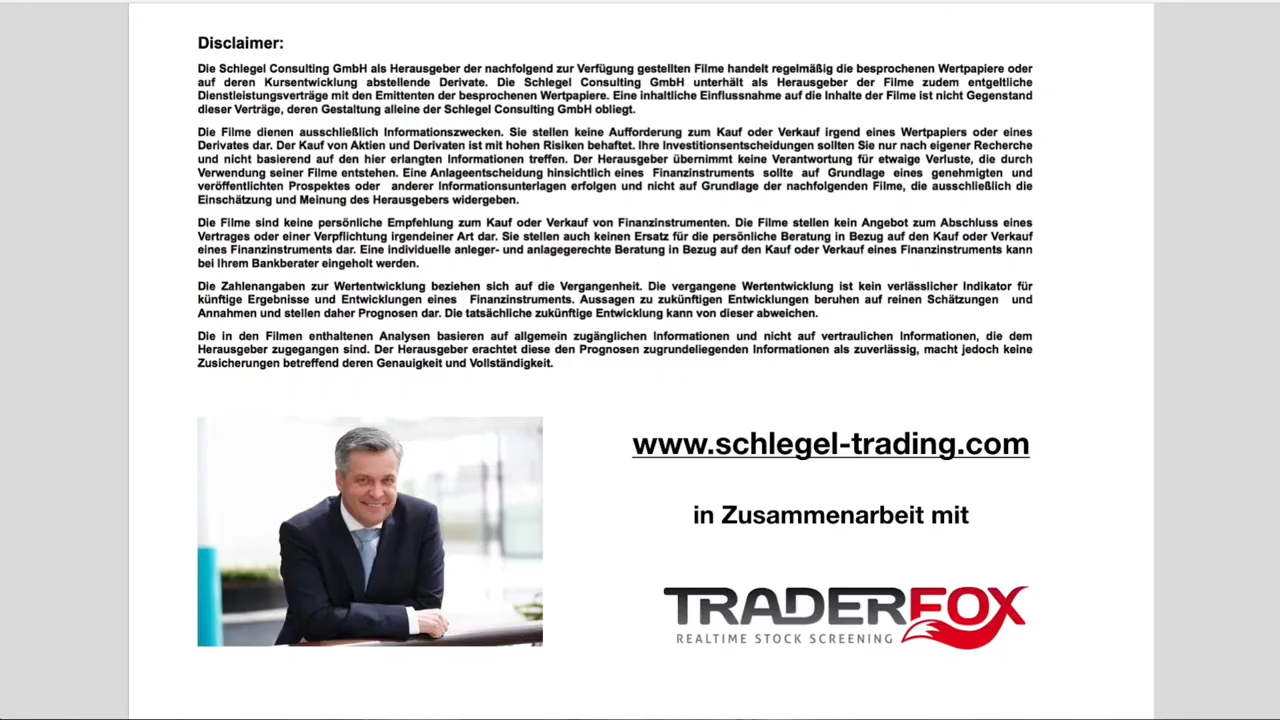 Disclaimer:
Die Schlegel Consulting GmbH als Herausgeber der nachfolgend zur Verfügung gestellten Filme handelt regelmäßig die besprochenen Wertpapiere oder
auf deren Kursentwicklung abstellende Derivate. Die Schlegel Consulting GmbH unterhält als Herausgeber der Filme zudem entgeltliche
Dienstleistungsverträge mit den Emittenten der besprochenen Wertpapiere. Eine inhaltliche Einflussnahme auf die Inhalte der Filme ist nicht Gegenstand
dieser Verträge, deren Gestaltung alleine der Schlegel Consulting GmbH obliegt.
Die Filme dienen ausschließlich Informationszwecken. Sie stellen keine Aufforderung zum Kauf oder Verkauf irgend eines Wertpapiers oder eines
Derivates dar. Der Kauf von Aktien und Derivaten ist mit hohen Risiken behaftet. Ihre Investitionsentscheidungen sollten Sie nur nach eigener Recherche
und nicht basierend auf den hier erlangten Informationen treffen. Der Herausgeber übernimmt keine Verantwortung für etwaige Verluste, die durch
Verwendung seiner Filme entstehen. Eine Anlageentscheidung hinsichtlich eines Finanzinstruments sollte auf Grundlage eines genehmigten und
veröffentlichten Prospektes oder anderer Informationsunterlagen erfolgen und nicht auf Grundlage der nachfolgenden Filme, die ausschließlich die
Einschätzung und Meinung des Herausgebers widergeben.
Die Filme sind keine persönliche Empfehlung zum Kauf oder Verkauf von Finanzinstrumenten. Die Filme stellen kein Angebot zum Abschluss eines
Vertrages oder einer Verpflichtung irgendeiner Art dar. Sie stellen auch keinen Ersatz für die persönliche Beratung in Bezug auf den Kauf oder Verkauf
eines Finanzinstruments dar. Eine individuelle anleger- und anlagegerechte Beratung in Bezug auf den Kauf oder Verkauf eines Finanzinstruments kann
bei Ihrem Bankberater eingeholt werden.
Die Zahlenangaben zur Wertentwicklung beziehen sich auf die Vergangenheit. Die vergangene Wertentwicklung ist kein verlässlicher Indikator für
künftige Ergebnisse und Entwicklungen eines Finanzinstruments. Aussagen zu zukünftigen Entwicklungen beruhen auf reinen Schätzungen und
Annahmen und stellen daher Prognosen dar. Die tatsächliche zukünftige Entwicklung kann von dieser abweichen.
Die in den Filmen enthaltenen Analysen basieren auf allgemein zugänglichen Informationen und nicht auf vertraulichen Informationen, die dem
Herausgeber zugegangen sind. Der Herausgeber erachtet diese den Prognosen zugrundeliegenden Informationen als zuverlässig, macht jedoch keine
Zusicherungen betreffend deren Genauigkeit und Vollständigkeit.
www.schlegel-trading.com
in Zusammenarbeit mit
TRADERFOX
REALTIME STOCK SCREENING